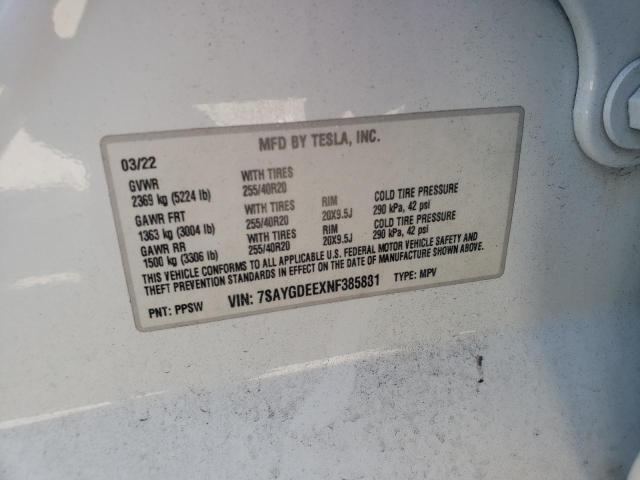 MFD BY TESLA, INC.
03/22
GVWR WITH TIRES
2369 kg (5224 lb) 255/40R20 COLD TIRE PRESSURE
GAWR FRT WITH TIRES RIM 290 kPa, 42 psi
1363 kg (3004 lb) 255/40R20 20X9.5J COLD TIRE PRESSURE
GAWR RR WITH TIRES RIM 290 kPa, 42 psi
1500 kg (3306 lb) 255/40R20 20X9.5J
THIS VEHICLE CONFORMS TO ALL APPLICABLE U.S. FEDERAL MOTOR VEHICLE SAFETY AND
THEFT PREVENTION STANDARDS IN EFFECT ON THE DATE OF MANUFACTURE SHOWN ABOVE.
PNT: PPSW VIN: 7SAYGDEEXNF385881 TYPE: MPV